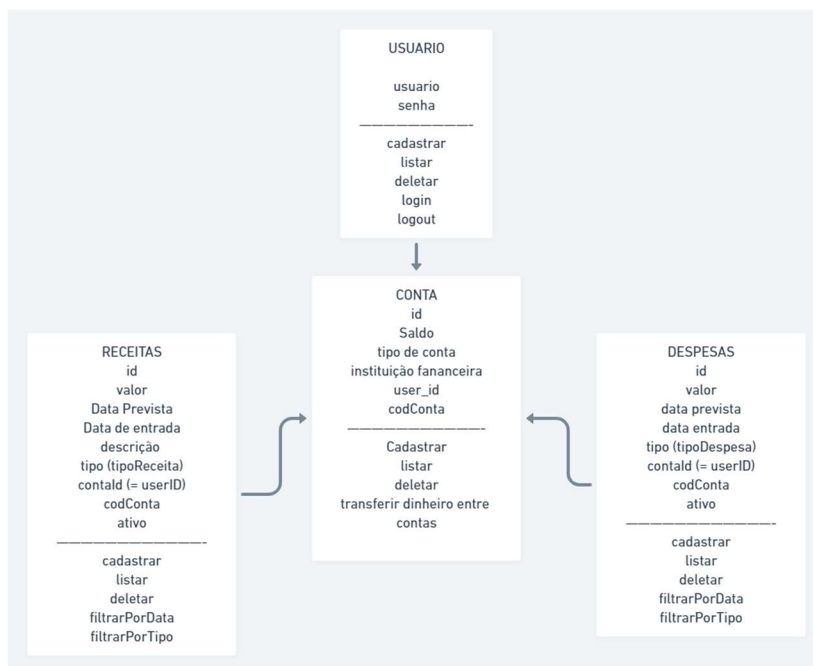 USUARIO
usuario
senha
————————————-
cadastrar
listar
deletar
login
logout
CONTA
id
Saldo
tipo de conta
instituição fananceira
user_id
codConta
————————————-
Cadastrar
listar
deletar
transferir dinheiro entre
contas
RECEITAS
id
valor
Data Prevista
Data de entrada
descrição
tipo (tipoReceita)
contaId (= userID)
codConta
ativo
————————————-
cadastrar
listar
deletar
filtrarPorData
filtrarPorTipo
DESPESAS
id
valor
data prevista
data entrada
tipo (tipoDespesa)
contaId (= userID)
codConta
ativo
————————————-
cadastrar
listar
deletar
filtrarPorData
filtrarPorTipo